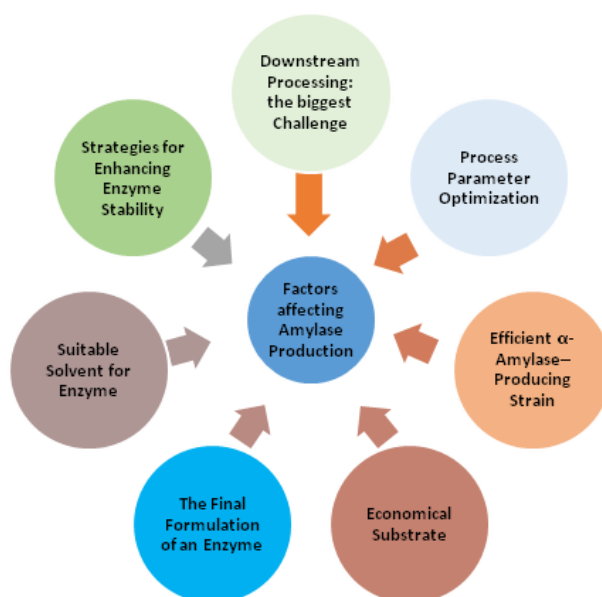 Downstream
Processing:
the biggest
Challenge
Strategies for
Enhancing
Enzyme
Stability
Process
Parameter
Optimization
Factors
affecting
Amylase
Production
Suitable
Solvent for
Enzyme
Efficient α-
Amylase–
Producing
Strain
The Final
Formulation
of an Enzyme
Economical
Substrate